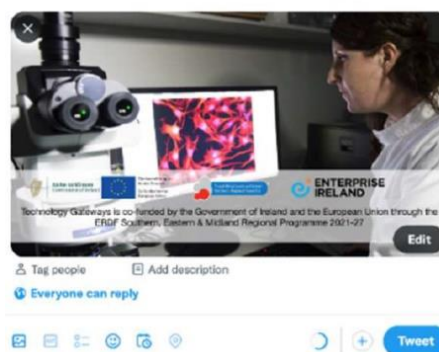 ENTERPRISE
IRELAND
Technology Gateways is co-funded by the Government of Ireland and the European Union through the
ERDF Southern, Eastern & Midland Regional Programme 2021-27
Edit
Tag people
Add description
Everyone can reply
Tweet